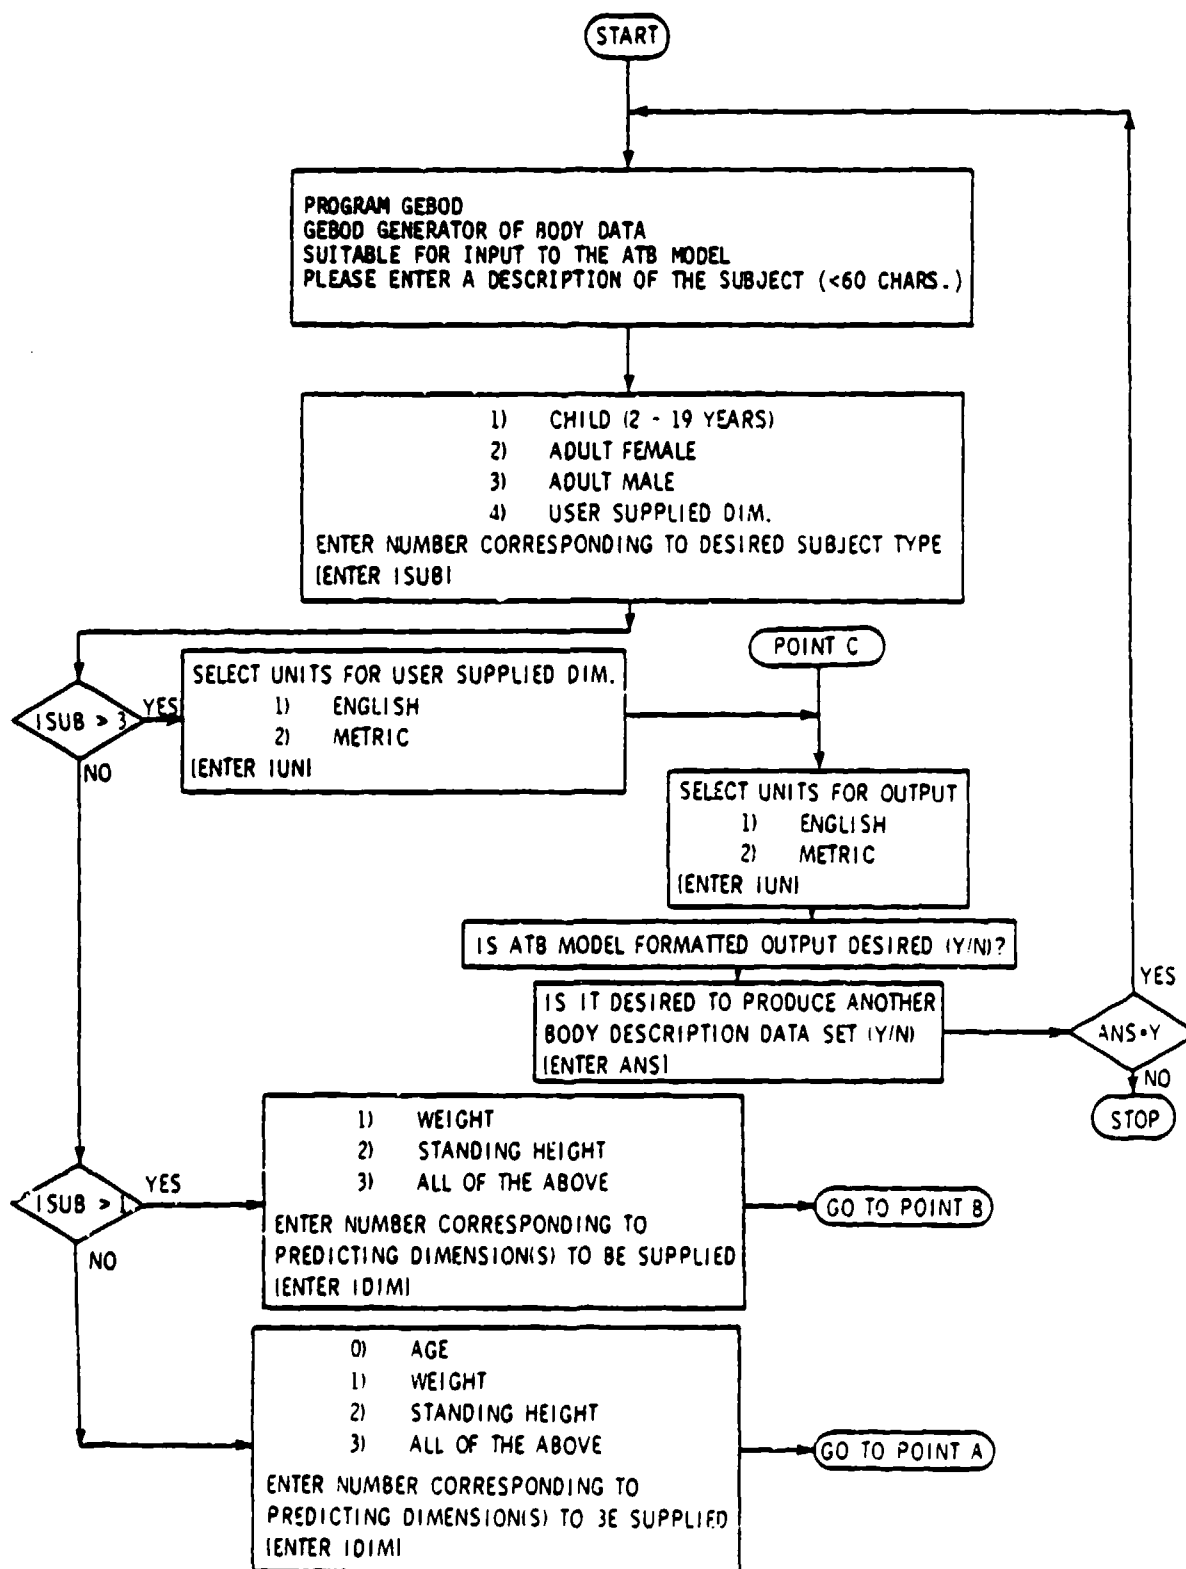 START
PROGRAM GEBOD
GEBOD GENERATOR OF BODY DATA
SUITABLE FOR INPUT TO THE ATB MODEL
PLEASE ENTER A DESCRIPTION OF THE SUBJECT (<60 CHARS.)
1) CHILD (2 - 19 YEARS)
2) ADULT FEMALE
3) ADULT MALE
4) USER SUPPLIED DIM.
ENTER NUMBER CORRESPONDING TO DESIRED SUBJECT TYPE
[ENTER ISUB]
ISUB > 3
YES
NO
SELECT UNITS FOR USER SUPPLIED DIM.
1) ENGLISH
2) METRIC
[ENTER IUN]
POINT C
SELECT UNITS FOR OUTPUT
1) ENGLISH
2) METRIC
[ENTER IUN]
IS ATB MODEL FORMATTED OUTPUT DESIRED (Y/N)?
IS IT DESIRED TO PRODUCE ANOTHER
BODY DESCRIPTION DATA SET (Y/N)
[ENTER ANS]
YES
ANS=Y
NO
STOP
ISUB > 1
YES
NO
1) WEIGHT
2) STANDING HEIGHT
3) ALL OF THE ABOVE
ENTER NUMBER CORRESPONDING TO
PREDICTING DIMENSION(S) TO BE SUPPLIED
[ENTER IDIM]
GO TO POINT B
0) AGE
1) WEIGHT
2) STANDING HEIGHT
3) ALL OF THE ABOVE
ENTER NUMBER CORRESPONDING TO
PREDICTING DIMENSION(S) TO BE SUPPLIED
[ENTER IDIM]
GO TO POINT A